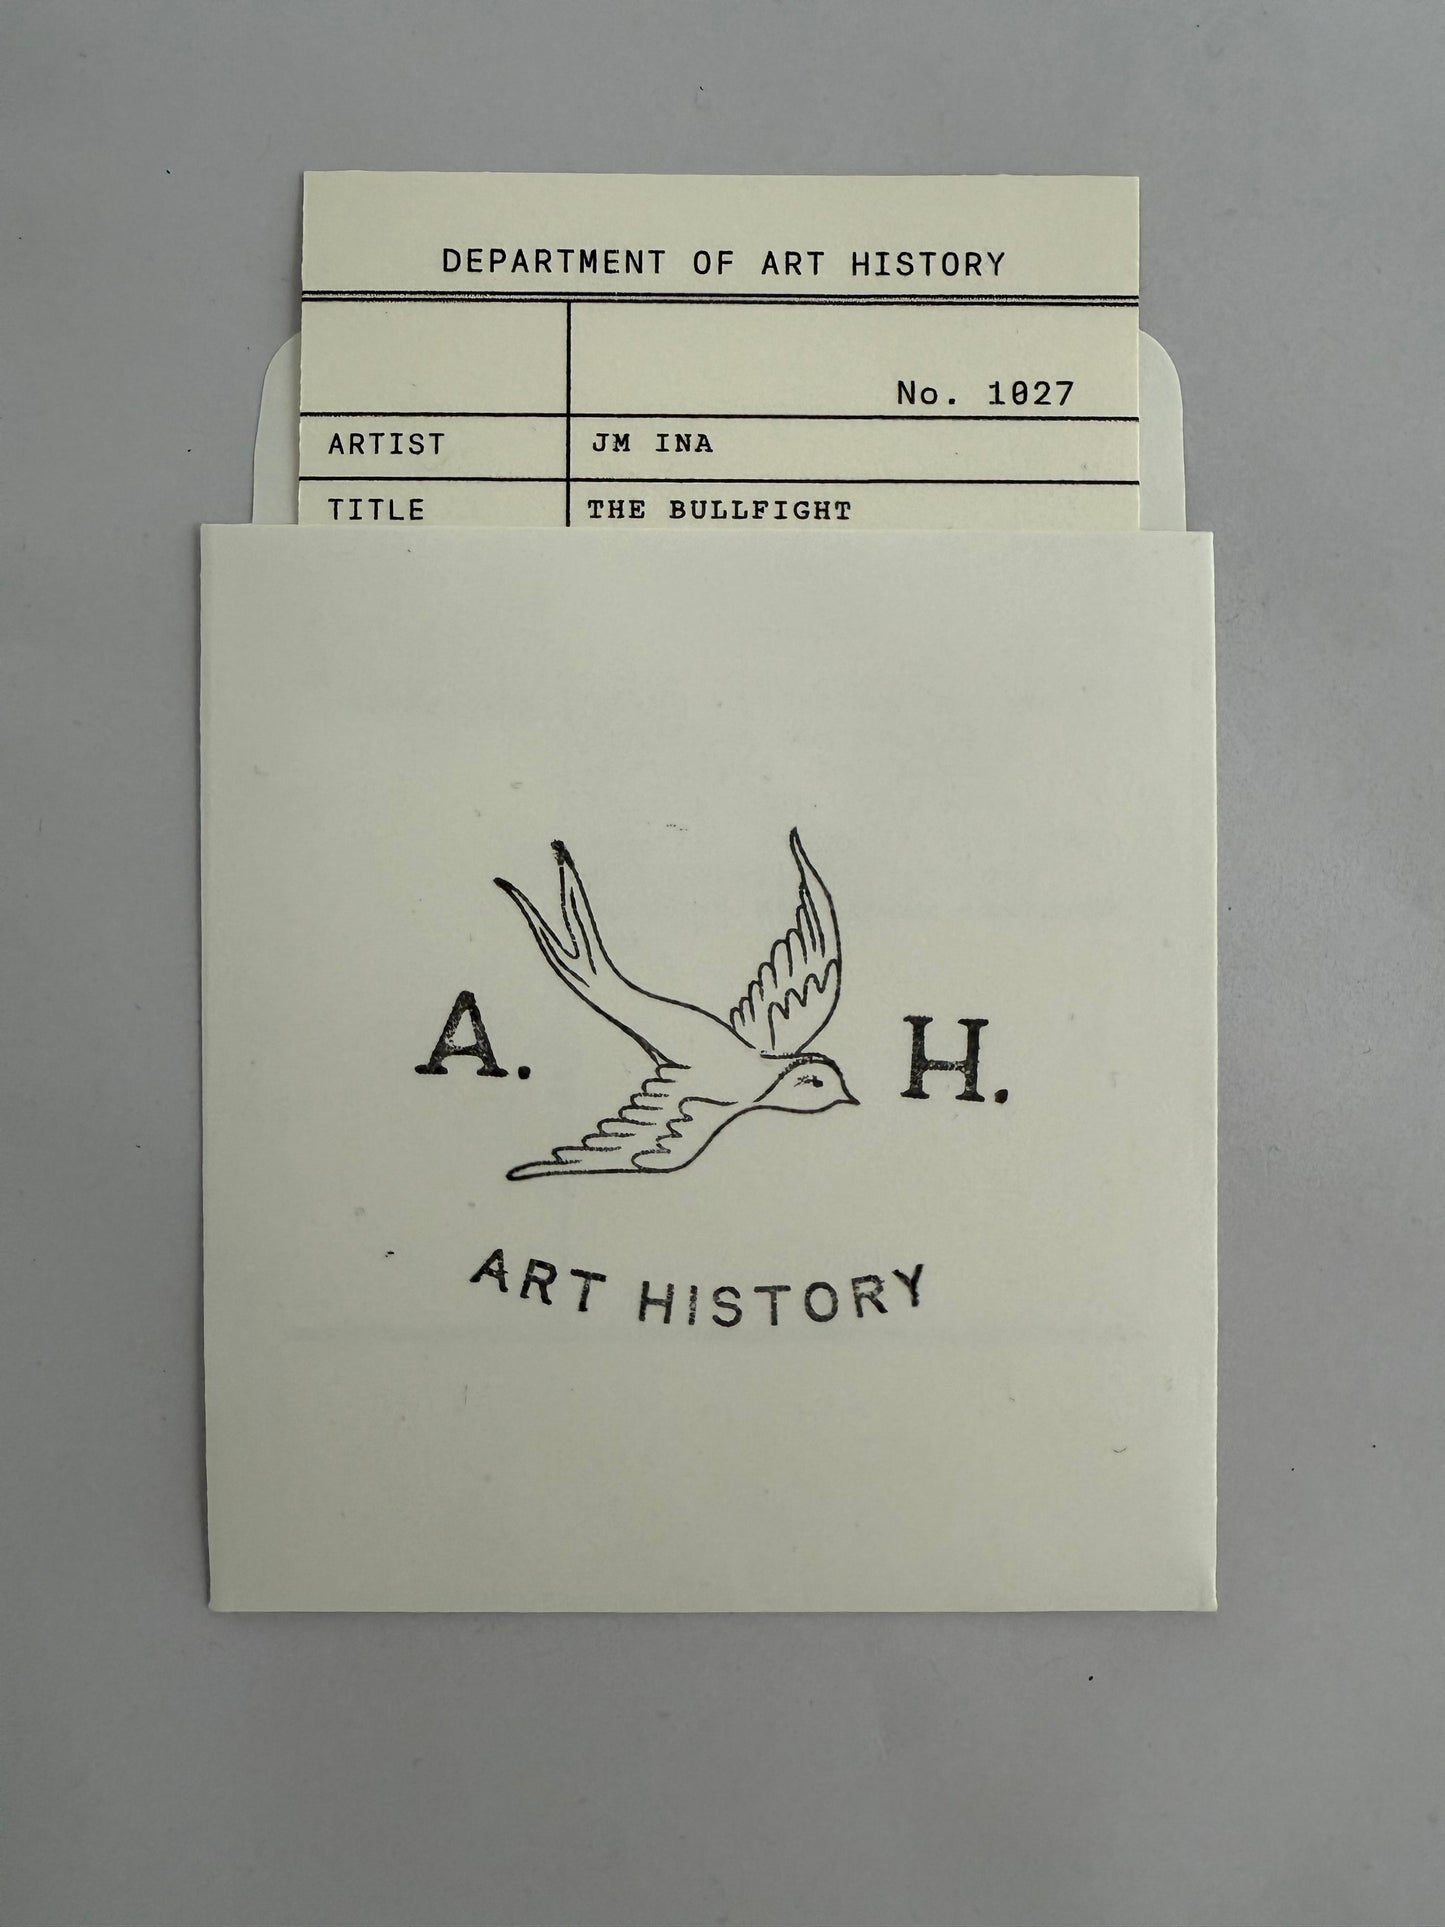 DEPARTMENT OF ART HISTORY
No. 1027
ARTIST JM INA
TITLE THE BULLFIGHT
A. H.
ART HISTORY